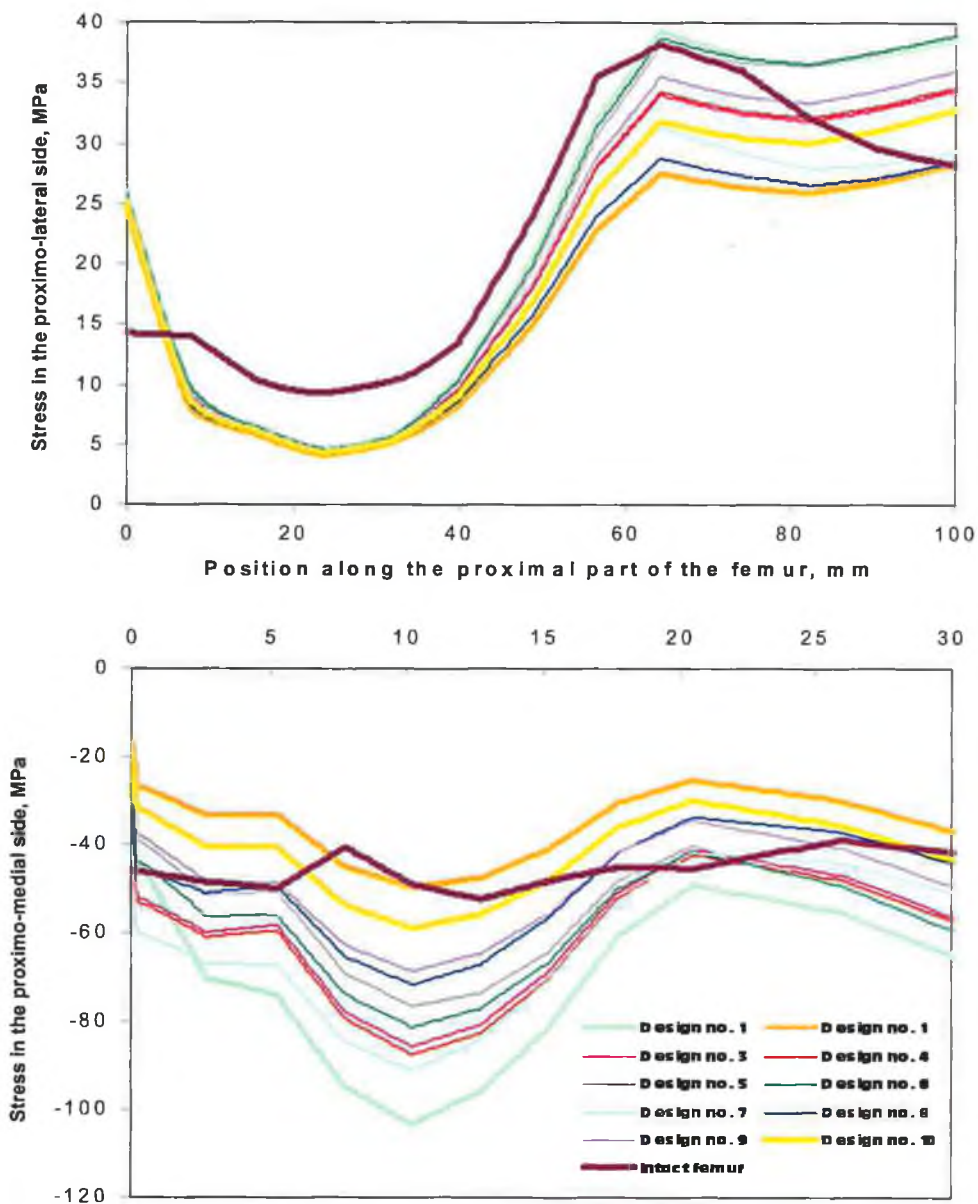 40
35
30
25
20
15
10
5
0
Stress in the proximo-lateral side, MPa
0 20 40 60 80 100
Position along the proximal part of the femur, mm
0 5 10 15 20 25 30
0
-20
-40
-60
-80
-100
-120
Stress in the proximo-medial side, MPa
Design no. 1 Design no. 1
Design no. 3 Design no. 4
Design no. 5 Design no. 6
Design no. 7 Design no. 8
Design no. 9 Design no. 10
Intact femur